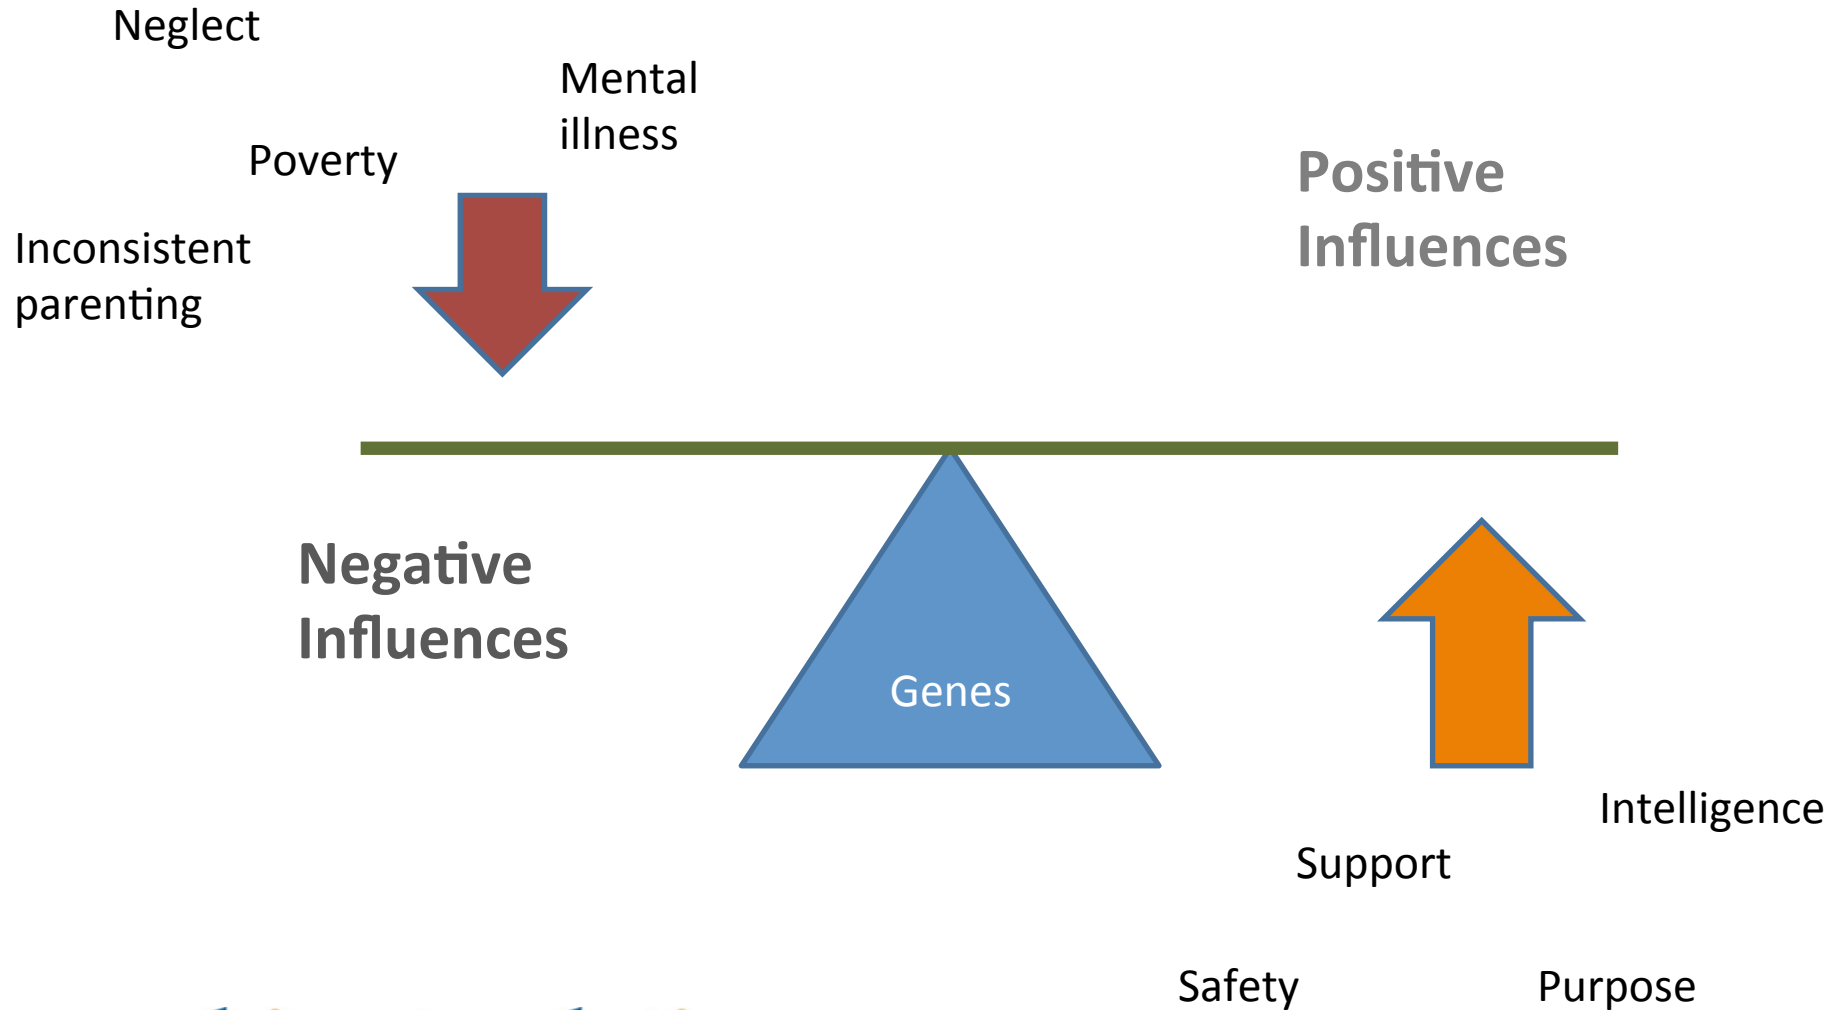 Neglect
Mental
illness
Poverty
Inconsistent
parenting
Positive
Influences
Negative
Influences
Genes
Intelligence
Support
Safety
Purpose